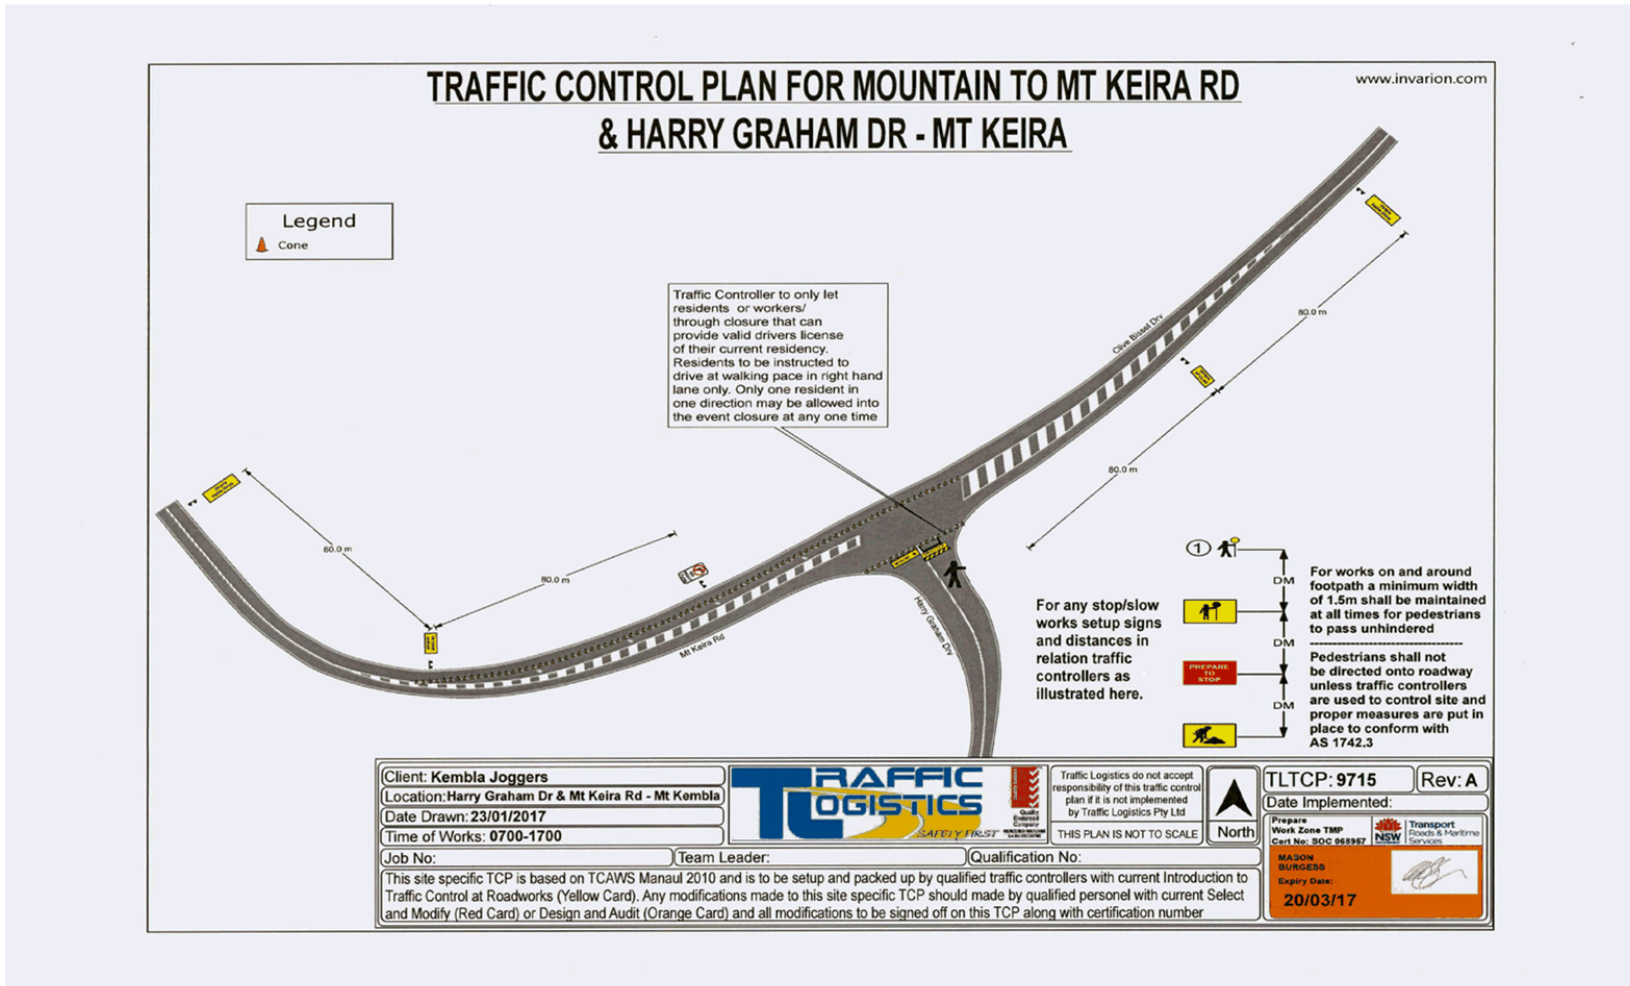 TRAFFIC CONTROL PLAN FOR MOUNTAIN TO MT KEIRA RD
& HARRY GRAHAM DR - MT KEIRA
www.invarion.com
Legend
Cone
Traffic Controller to only let
residents or workers/
through closure that can
provide valid drivers license
of their current residency.
Residents to be instructed to
drive at walking pace in right hand
lane only. Only one resident in
one direction may be allowed into
the event closure at any one time
Clive Bissel Drv
80.0 m
80.0 m
80.0 m
80.0 m
Mt Keira Rd
Harry Graham Drv
For any stop/slow
works setup signs
and distances in
relation traffic
controllers as
illustrated here.
1
DM
DM
PREPARE
TO
STOP
DM
For works on and around
footpath a minimum width
of 1.5m shall be maintained
at all times for pedestrians
to pass unhindered
Pedestrians shall not
be directed onto roadway
unless traffic controllers
are used to control site and
proper measures are put in
place to conform with
AS 1742.3
Client: Kembla Joggers
Location:Harry Graham Dr & Mt Keira Rd - Mt Kembla
Date Drawn: 23/01/2017
Time of Works: 0700-1700
Job No:
Team Leader:
Qualification No:
TRAFFIC
LOGISTICS
SAFETY FIRST
Quality
Endorsed
Company
Traffic Logistics do not accept
responsibility of this traffic control
plan if it is not implemented
by Traffic Logistics Pty Ltd
THIS PLAN IS NOT TO SCALE
North
TLTCP: 9715
Rev: A
Date Implemented:
Prepare
Work Zone TMP
Cert No: SOC 068957
NSW
Transport
Roads & Maritime
Services
MASON
BURGESS
Expiry Date:
20/03/17
This site specific TCP is based on TCAWS Manaul 2010 and is to be setup and packed up by qualified traffic controllers with current Introduction to
Traffic Control at Roadworks (Yellow Card). Any modifications made to this site specific TCP should made by qualified personel with current Select
and Modify (Red Card) or Design and Audit (Orange Card) and all modifications to be signed off on this TCP along with certification number